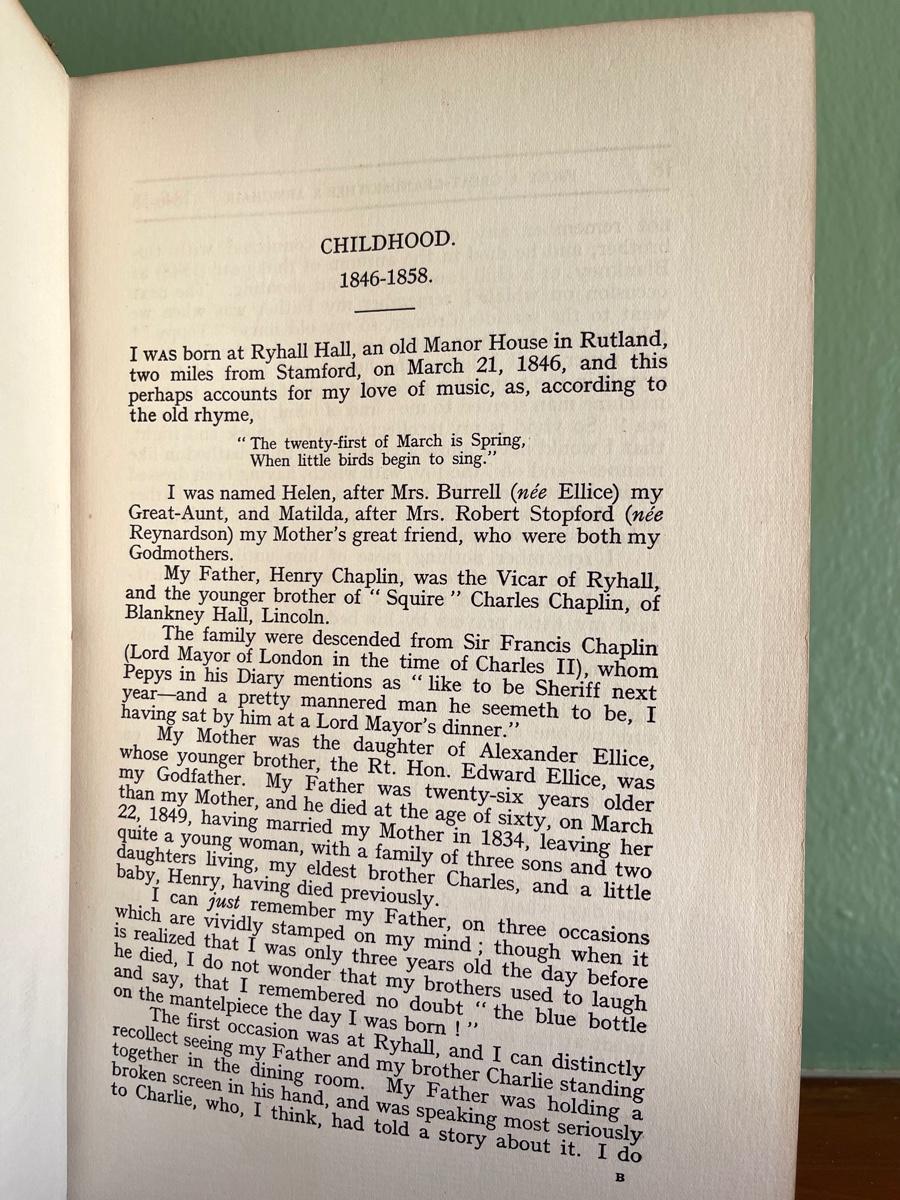 CHILDHOOD.
1846-1858.
I WAS born at Ryhall Hall, an old Manor House in Rutland,
two miles from Stamford, on March 21, 1846, and this
perhaps accounts for my love of music, as, according to
the old rhyme,
“ The twenty-first of March is Spring,
When little birds begin to sing.”
I was named Helen, after Mrs. Burrell (née Ellice) my
Great-Aunt, and Matilda, after Mrs. Robert Stopford (née
Reynardson) my Mother’s great friend, who were both my
Godmothers.
My Father, Henry Chaplin, was the Vicar of Ryhall,
and the younger brother of “ Squire ” Charles Chaplin, of
Blankney Hall, Lincoln.
The family were descended from Sir Francis Chaplin
(Lord Mayor of London in the time of Charles II), whom
Pepys in his Diary mentions as “ like to be Sheriff next
year—and a pretty mannered man he seemeth to be, I
having sat by him at a Lord Mayor’s dinner.”
My Mother was the daughter of Alexander Ellice,
whose younger brother, the Rt. Hon. Edward Ellice, was
my Godfather. My Father was twenty-six years older
than my Mother, and he died at the age of sixty, on March
22, 1849, having married my Mother in 1834, leaving her
quite a young woman, with a family of three sons and two
daughters living, my eldest brother Charles, and a little
baby, Henry, having died previously.
I can just remember my Father, on three occasions
which are vividly stamped on my mind ; though when it
is realized that I was only three years old the day before
he died, I do not wonder that my brothers used to laugh
and say, that I remembered no doubt “ the blue bottle
on the mantelpiece the day I was born ! ”
The first occasion was at Ryhall, and I can distinctly
recollect seeing my Father and my brother Charlie standing
together in the dining room. My Father was holding a
broken screen in his hand, and was speaking most seriously
to Charlie, who, I think, had told a story about it. I do
B